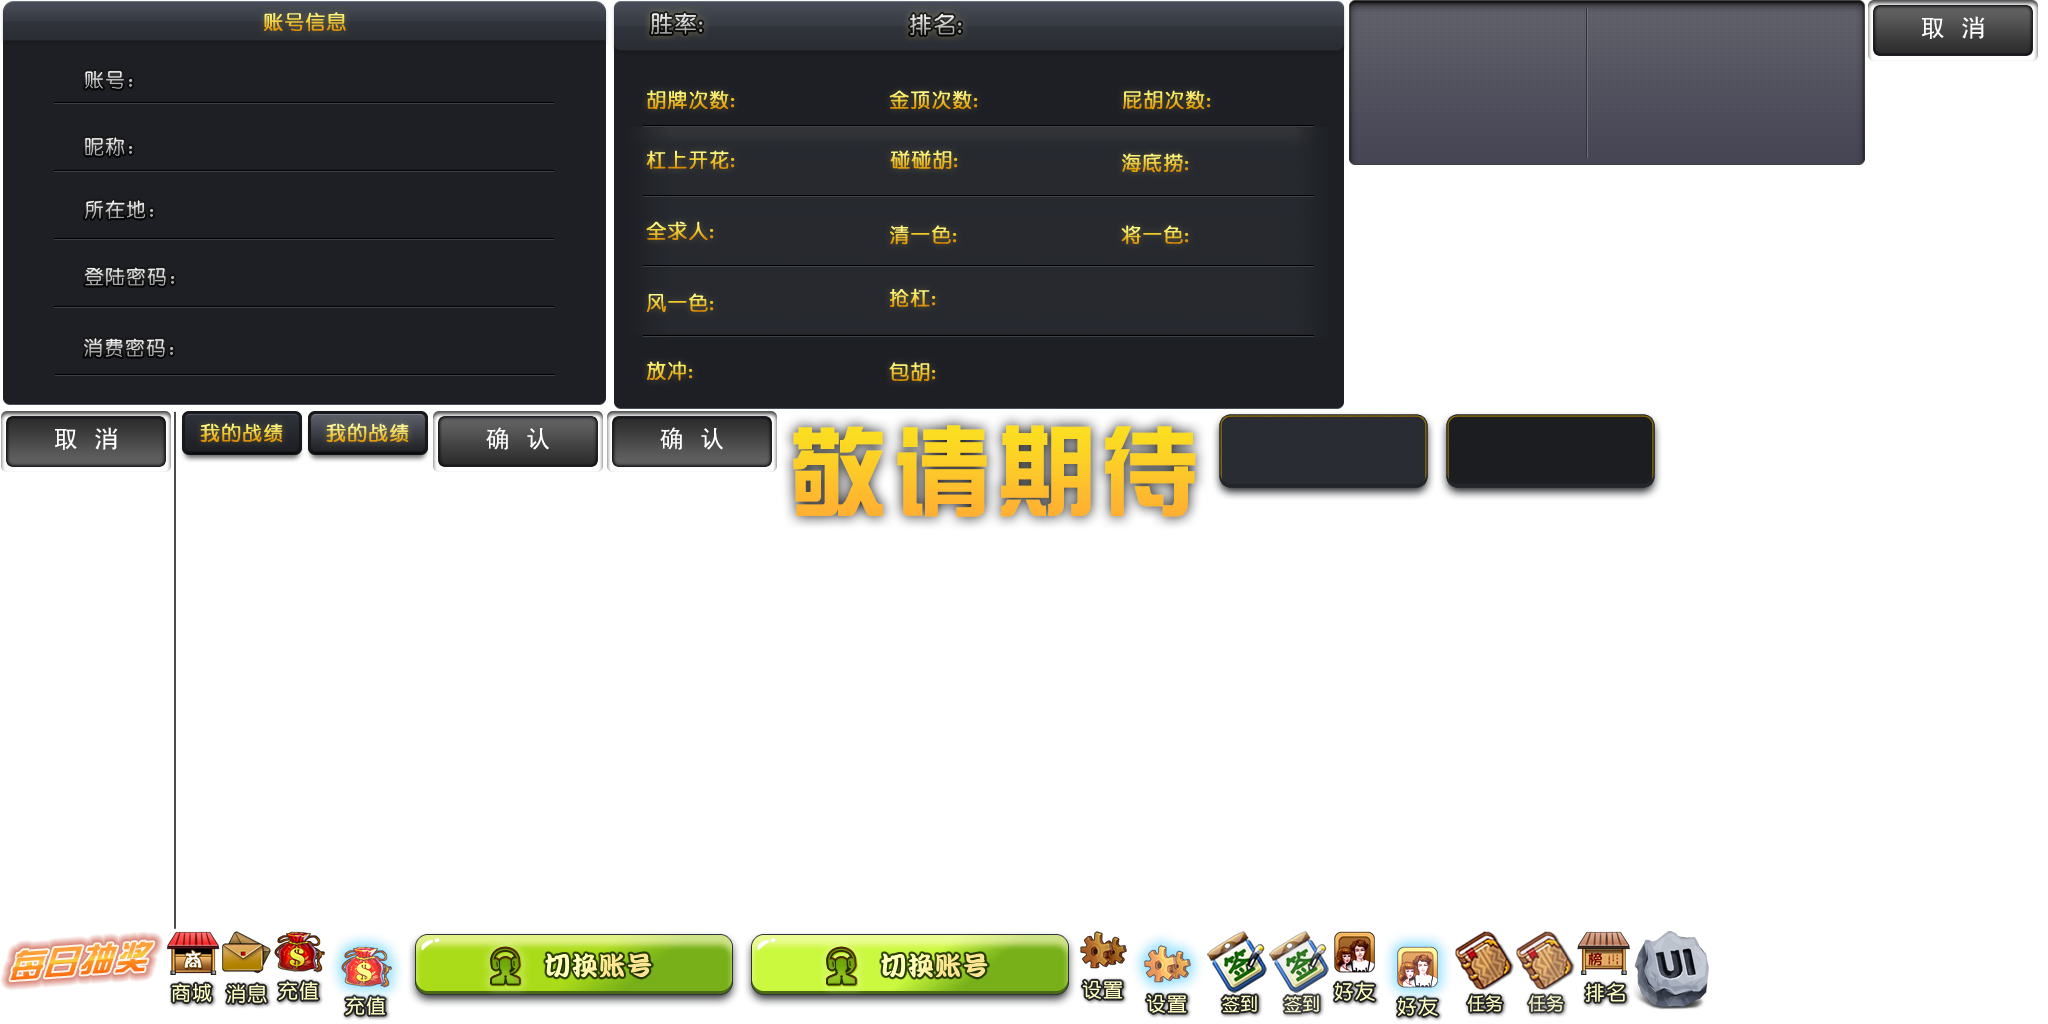 账号信息
账号:
昵称:
所在地:
登陆密码:
消费密码:
胜率: 排名:
胡牌次数: 金顶次数: 屁胡次数:
杠上开花: 碰碰胡: 海底捞:
全求人: 清一色: 将一色:
风一色: 抢杠:
放冲: 包胡:
取 消
取 消
我的战绩
我的战绩
确 认
确 认
敬请期待
每日抽奖
商
商城
消息
充值
充值
切换账号
切换账号
设置
设置
签
签到
签
签到
好友
好友
任务
任务
榜
排名
UI